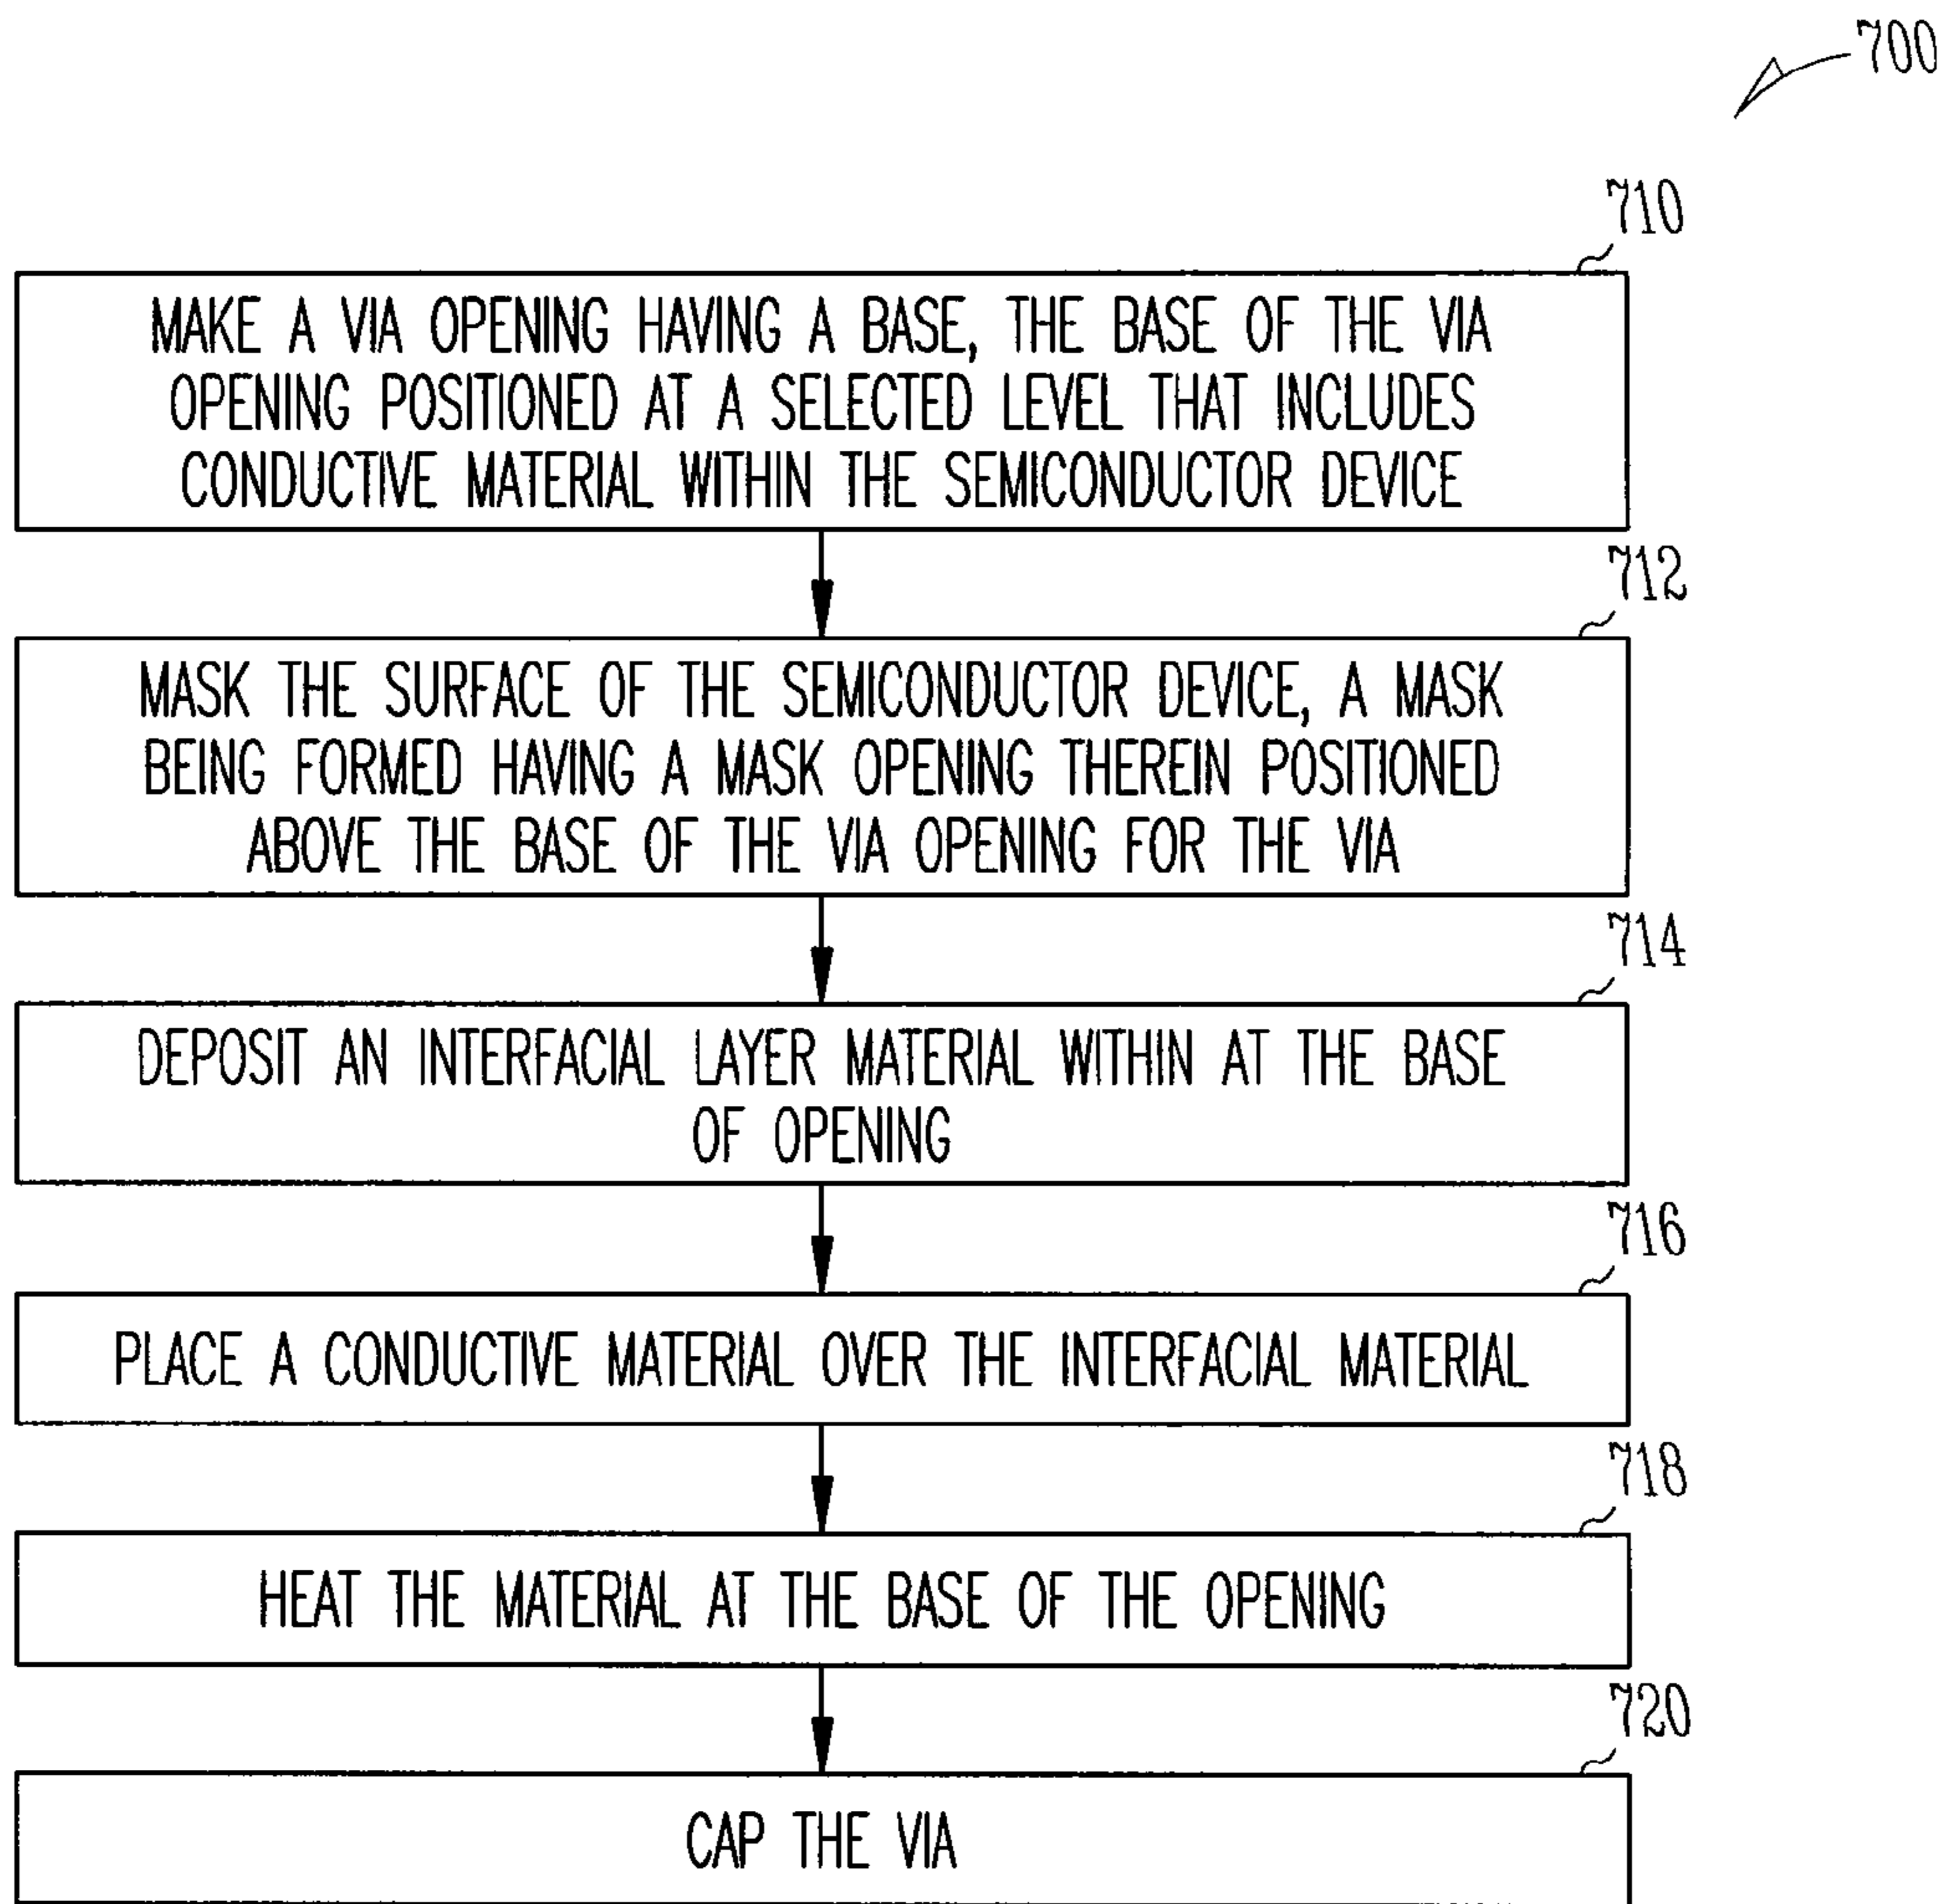 700
710
MAKE A VIA OPENING HAVING A BASE, THE BASE OF THE VIA
OPENING POSITIONED AT A SELECTED LEVEL THAT INCLUDES
CONDUCTIVE MATERIAL WITHIN THE SEMICONDUCTOR DEVICE
712
MASK THE SURFACE OF THE SEMICONDUCTOR DEVICE, A MASK
BEING FORMED HAVING A MASK OPENING THEREIN POSITIONED
ABOVE THE BASE OF THE VIA OPENING FOR THE VIA
714
DEPOSIT AN INTERFACIAL LAYER MATERIAL WITHIN AT THE BASE
OF OPENING
716
PLACE A CONDUCTIVE MATERIAL OVER THE INTERFACIAL MATERIAL
718
HEAT THE MATERIAL AT THE BASE OF THE OPENING
720
CAP THE VIA